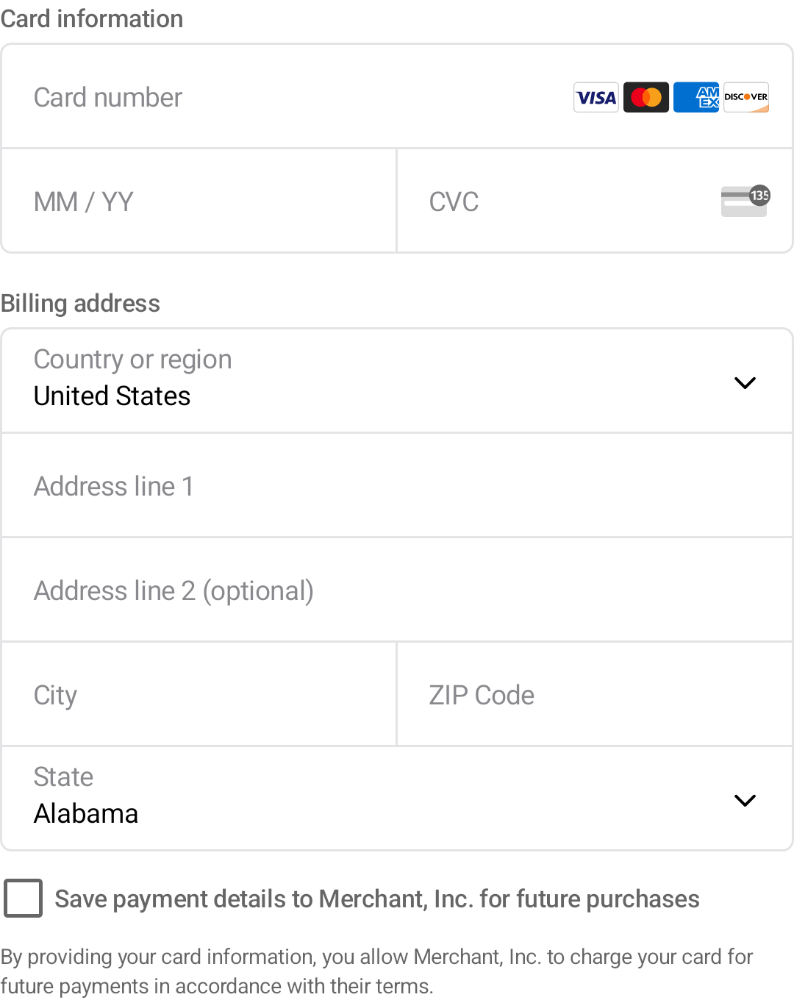 Card information
Card number VISA AM EX DISCOVER
MM / YY CVC 135
Billing address
Country or region
United States
Address line 1
Address line 2 (optional)
City ZIP Code
State
Alabama
Save payment details to Merchant, Inc. for future purchases
By providing your card information, you allow Merchant, Inc. to charge your card for
future payments in accordance with their terms.